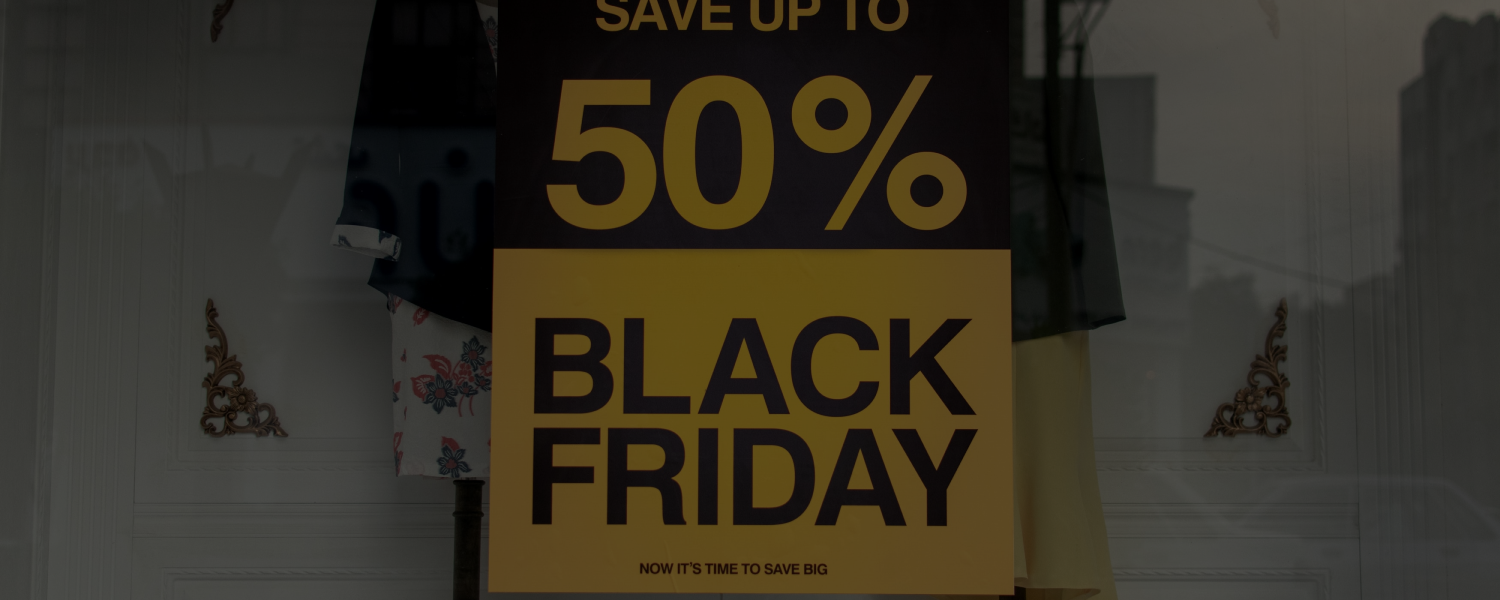 SAVE UP TO
50%
BLACK
FRIDAY
NOW IT'S TIME TO SAVE BIG